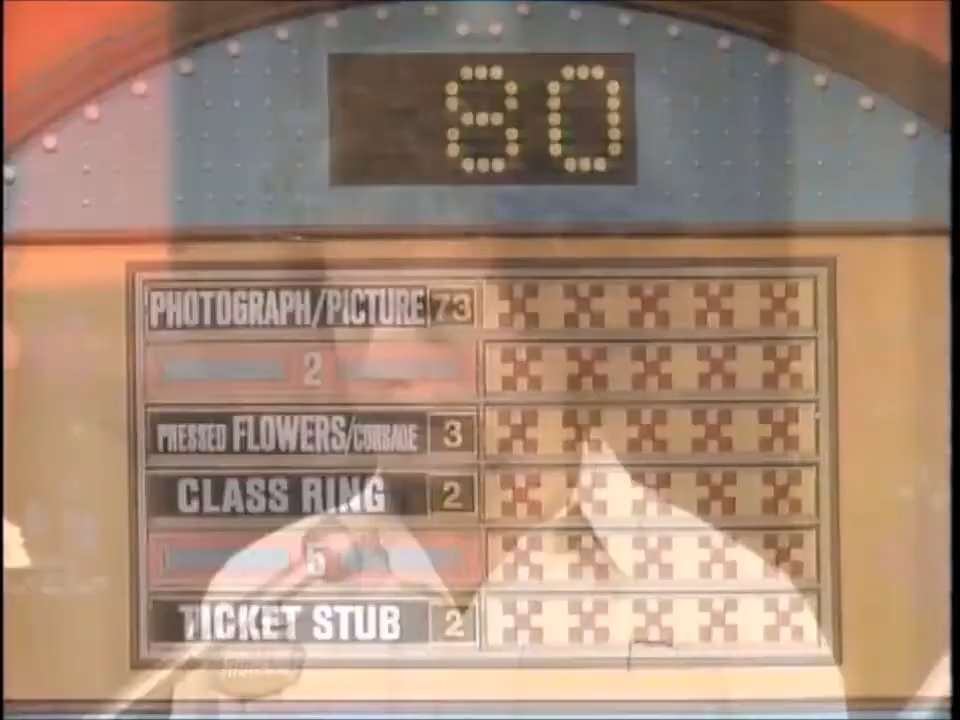 80
PHOTOGRAPH/PICTURE 73
2
PRESSED FLOWERS/CORSAGE 3
CLASS RING 2
5
TICKET STUB 2